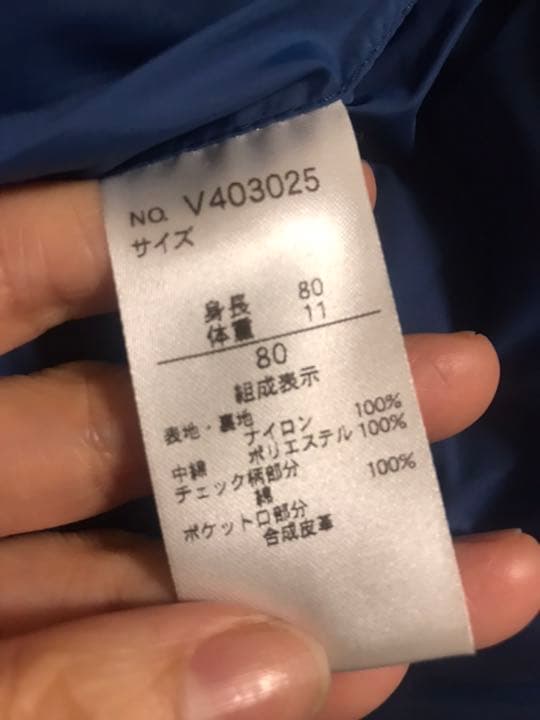 NO. V403025
サイズ
身長 80
体重 11
80
組成表示
表地・裏地
ナイロン 100%
中綿 ポリエステル 100%
チェック柄部分
綿 100%
ポケット口部分
合成皮革